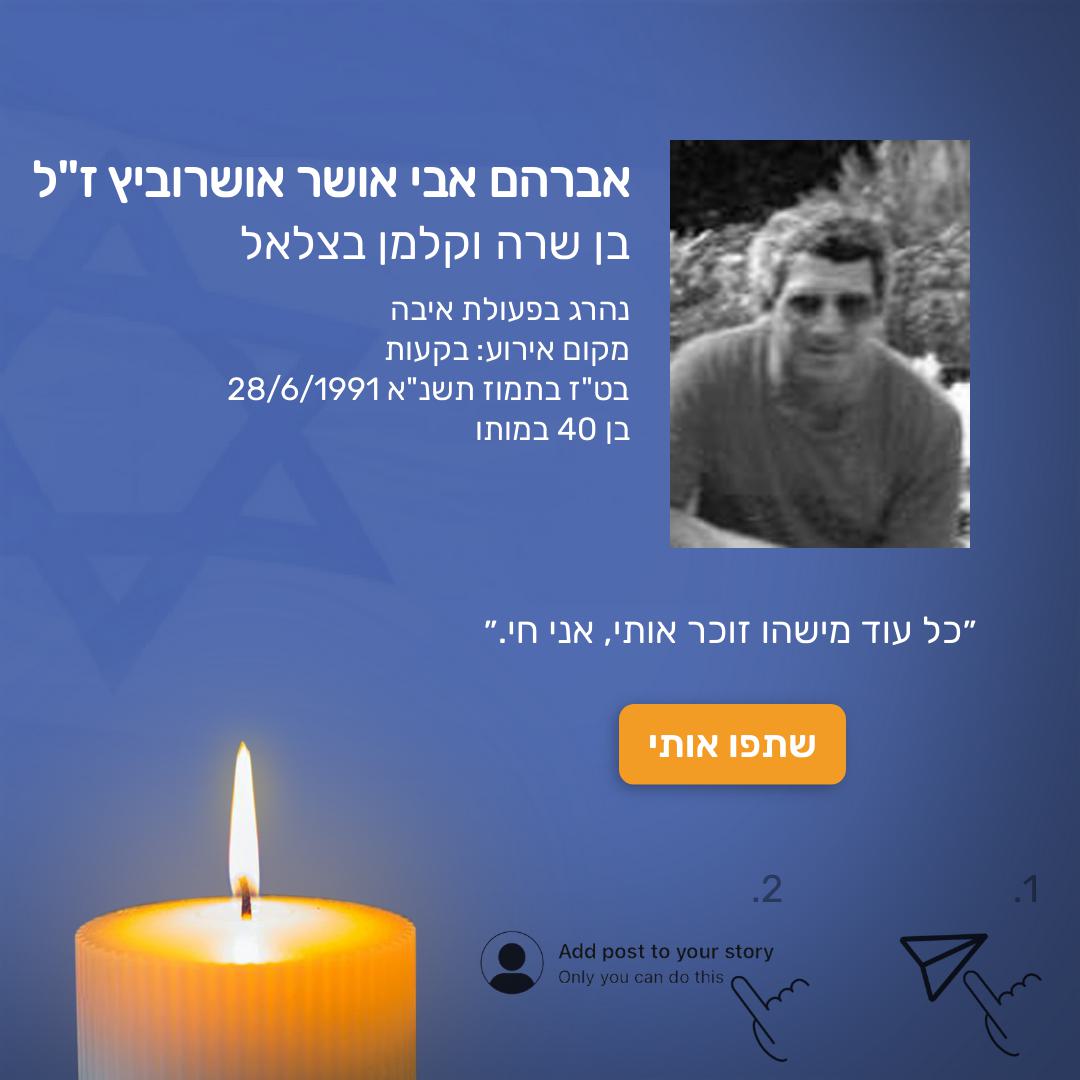 אברהם אבי אושר אושרוביץ ז"ל
בן שרה וקלמן בצלאל
נהרג בפעולת איבה
מקום אירוע: בקעות
בט"ז בתמוז תשנ"א 28/6/1991
בן 40 במותו
״כל עוד מישהו זוכר אותי, אני חי.״
שתפו אותי
1.
2.
Add post to your story
Only you can do this